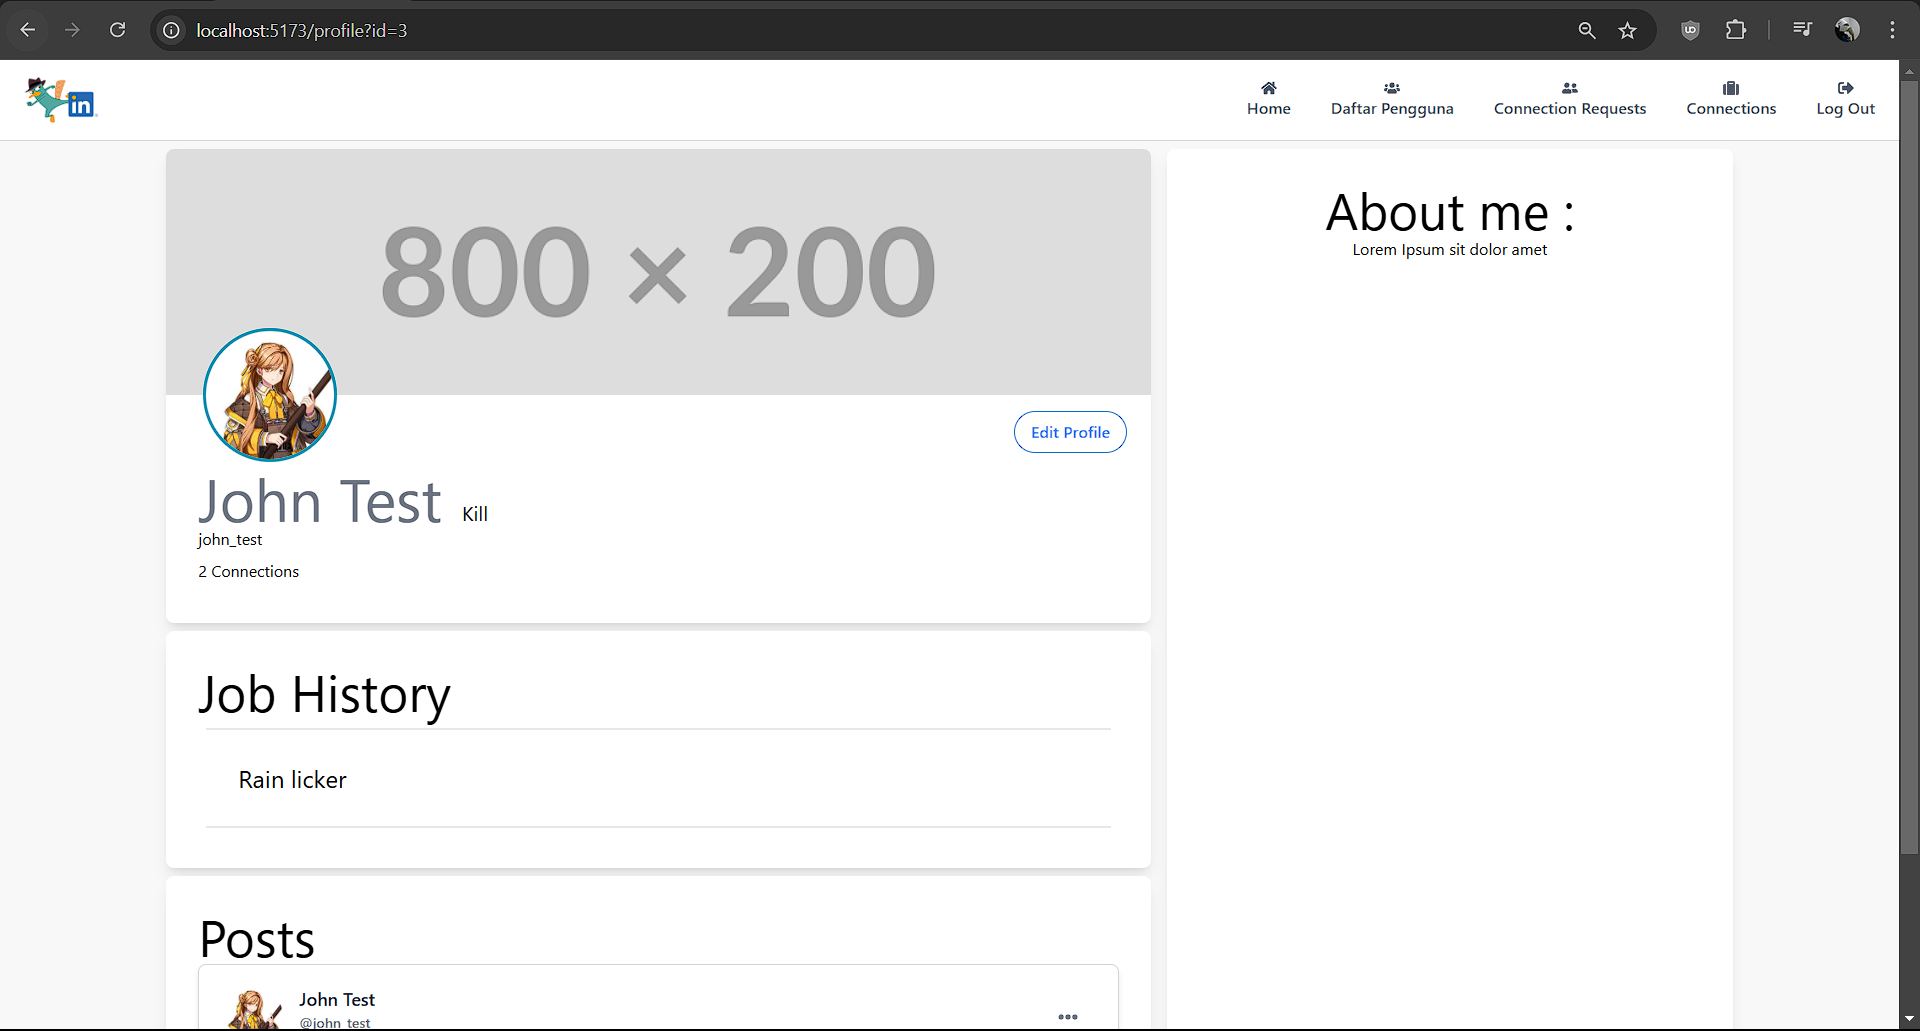 localhost:5173/profile?id=3
in
Home
Daftar Pengguna
Connection Requests
Connections
Log Out
800 × 200
Edit Profile
John Test Kill
john_test
2 Connections
About me :
Lorem Ipsum sit dolor amet
Job History
Rain licker
Posts
John Test
@john_test